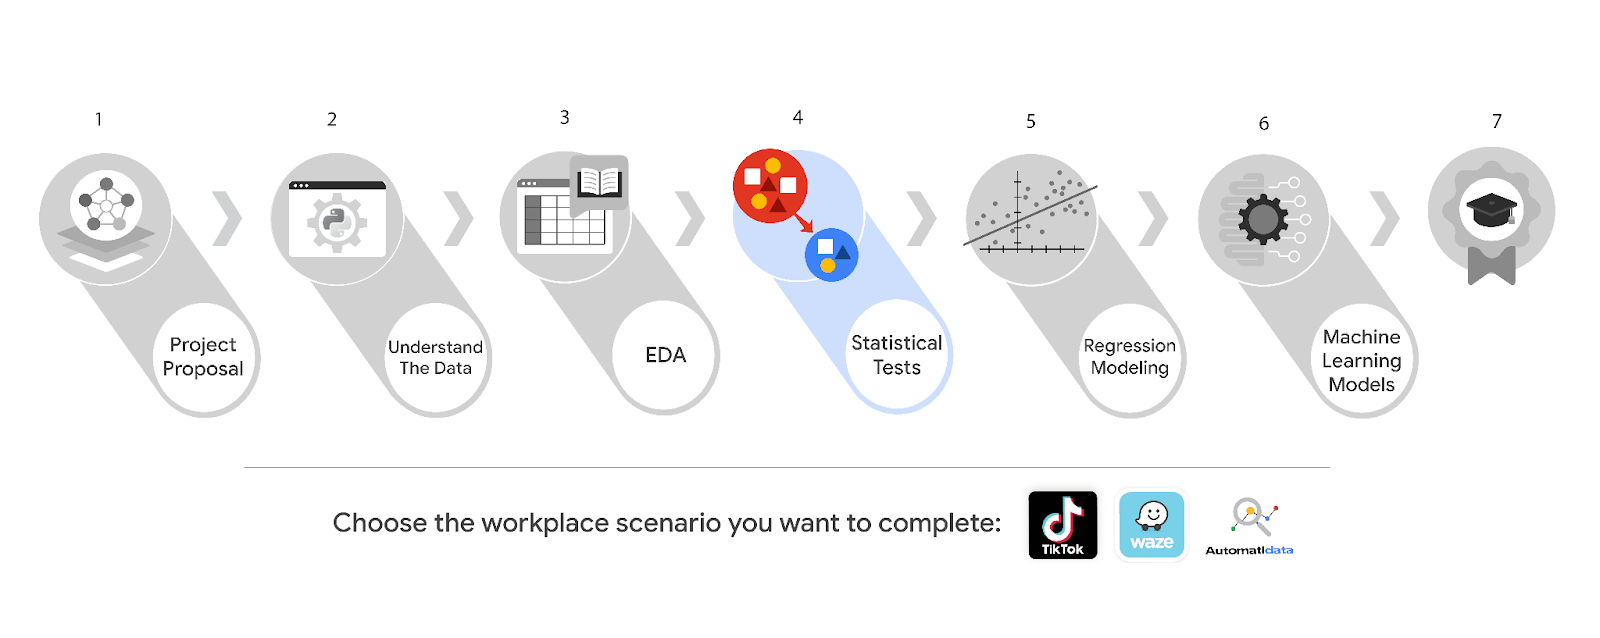 1
2
3
4
5
6
7
Project
Proposal
Understand
The Data
EDA
Statistical
Tests
Regression
Modeling
Machine
Learning
Models
Choose the workplace scenario you want to complete:
TikTok
waze
Automatidata